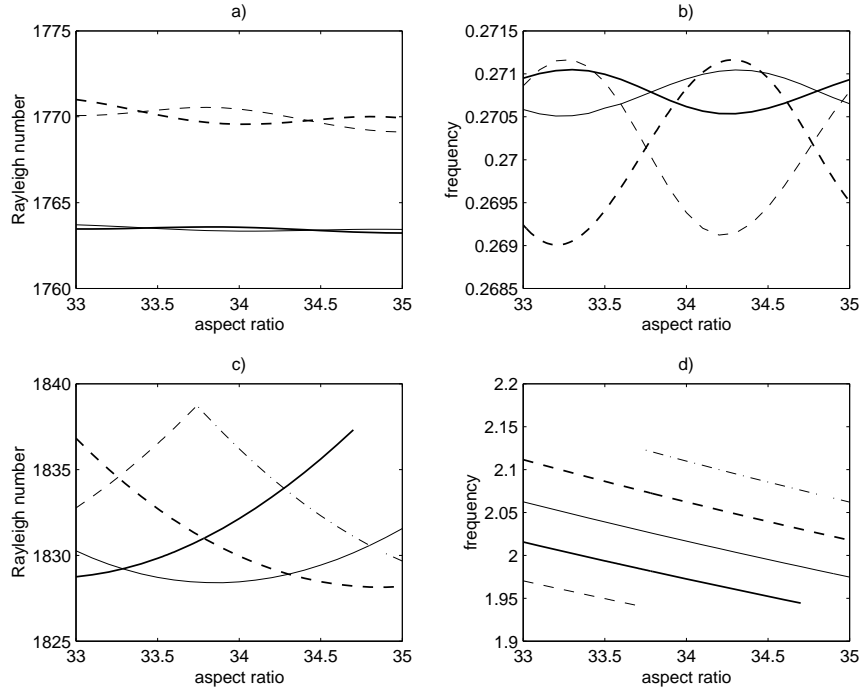 a)
1775
1770
1765
1760
Rayleigh number
33 33.5 34 34.5 35
aspect ratio
b)
0.2715
0.271
0.2705
0.27
0.2695
0.269
0.2685
frequency
33 33.5 34 34.5 35
aspect ratio
c)
1840
1835
1830
1825
Rayleigh number
33 33.5 34 34.5 35
aspect ratio
d)
2.2
2.15
2.1
2.05
2
1.95
1.9
frequency
33 33.5 34 34.5 35
aspect ratio